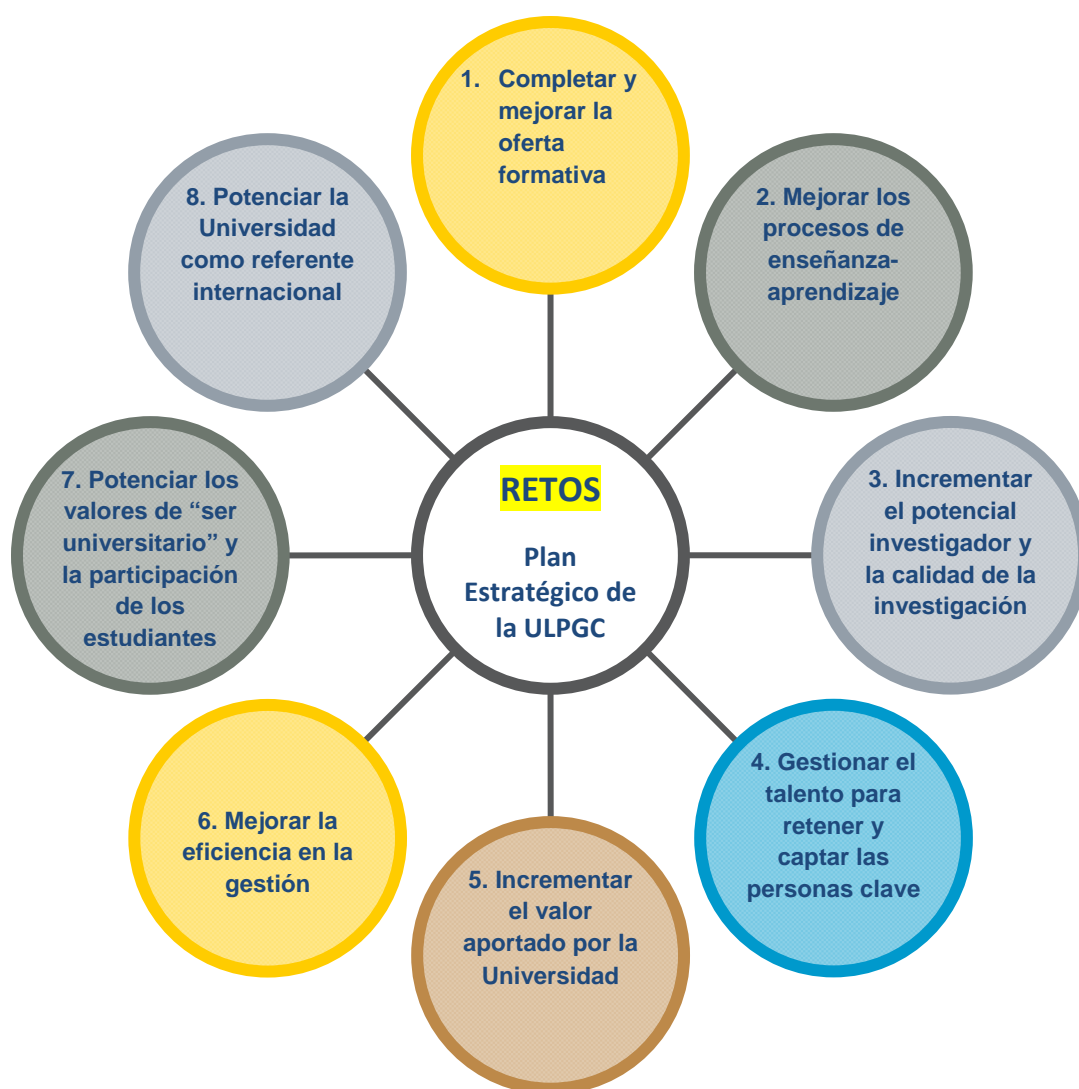 1. Completar y
mejorar la
oferta
formativa
2. Mejorar los
procesos de
enseñanza-
aprendizaje
3. Incrementar
el potencial
investigador y
la calidad de la
investigación
4. Gestionar el
talento para
retener y
captar las
personas clave
5. Incrementar
el valor
aportado por la
Universidad
6. Mejorar la
eficiencia en la
gestión
7. Potenciar los
valores de “ser
universitario” y
la participación
de los
estudiantes
8. Potenciar la
Universidad
como referente
internacional
RETOS
Plan
Estratégico de
la ULPGC